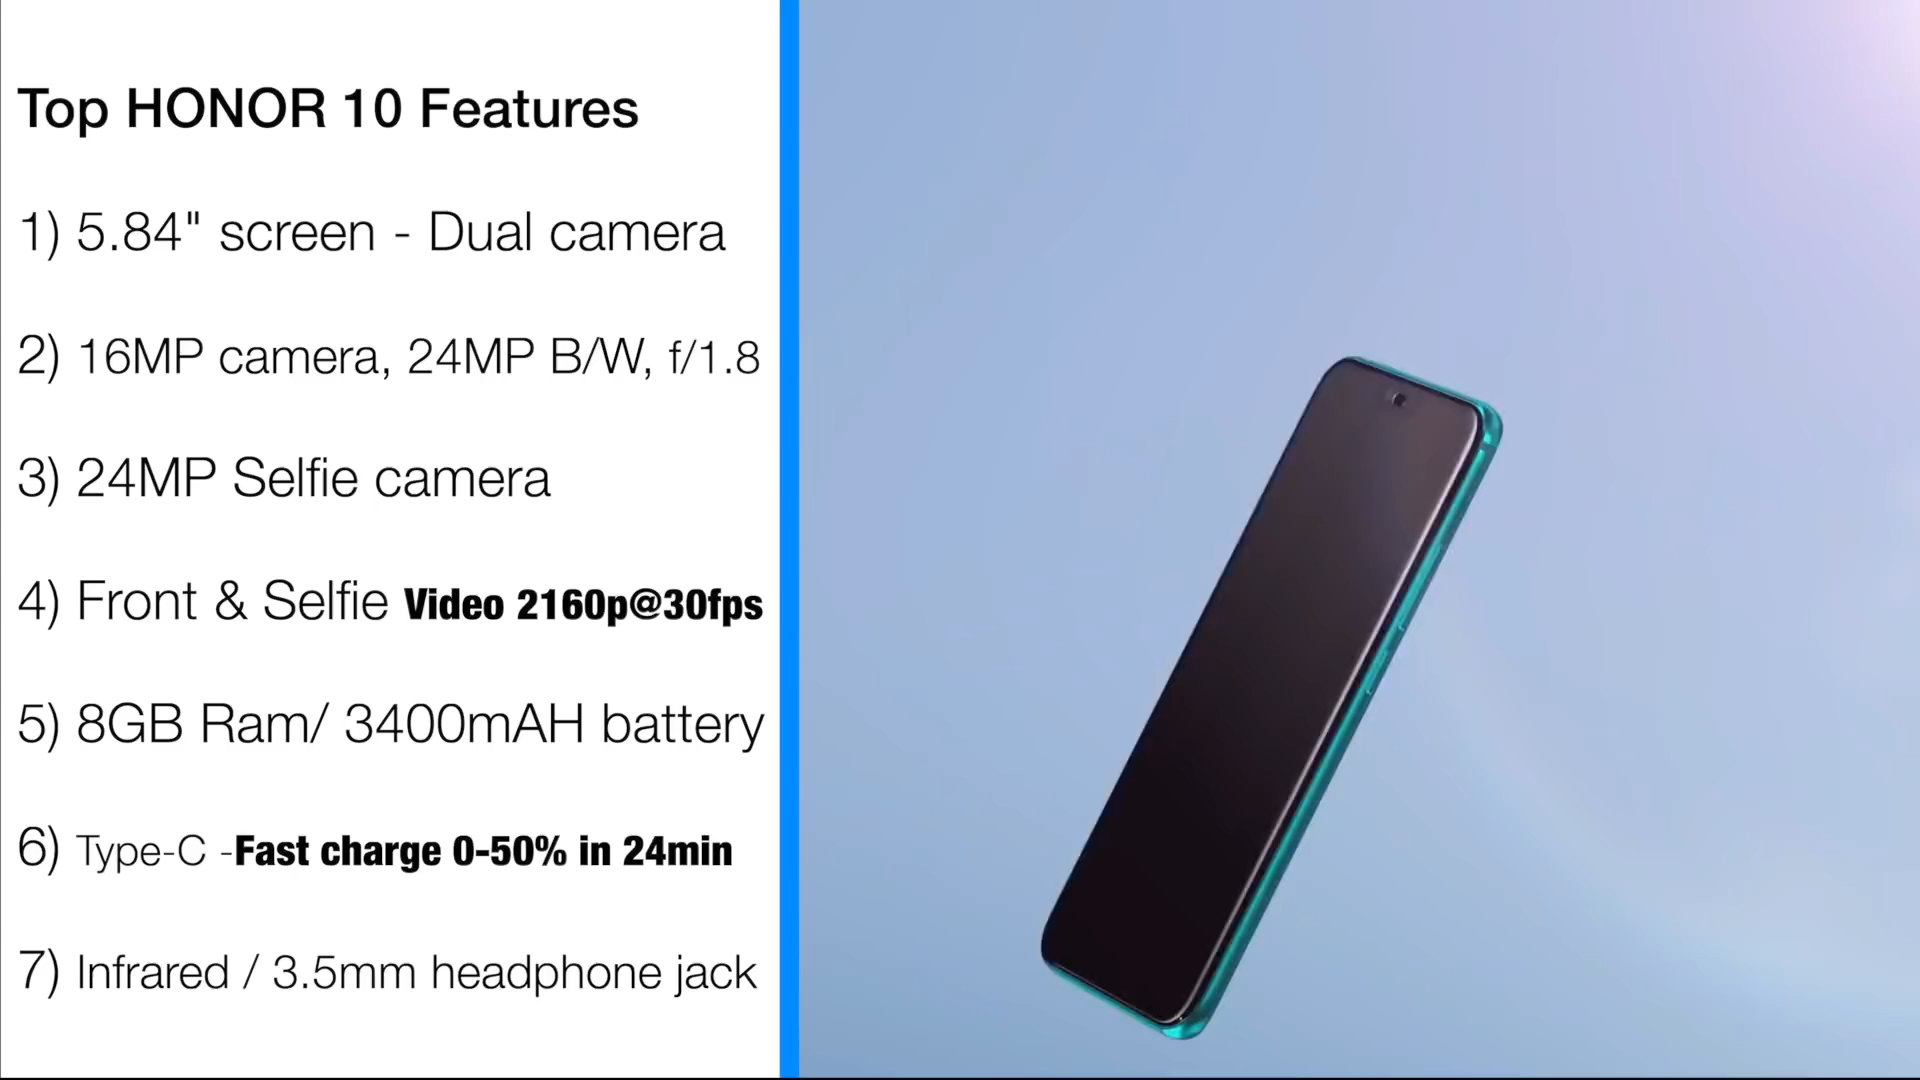 Top HONOR 10 Features
1) 5.84" screen - Dual camera
2) 16MP camera, 24MP B/W, f/1.8
3) 24MP Selfie camera
4) Front & Selfie Video 2160p@30fps
5) 8GB Ram/ 3400mAH battery
6) Type-C -Fast charge 0-50% in 24min
7) Infrared / 3.5mm headphone jack